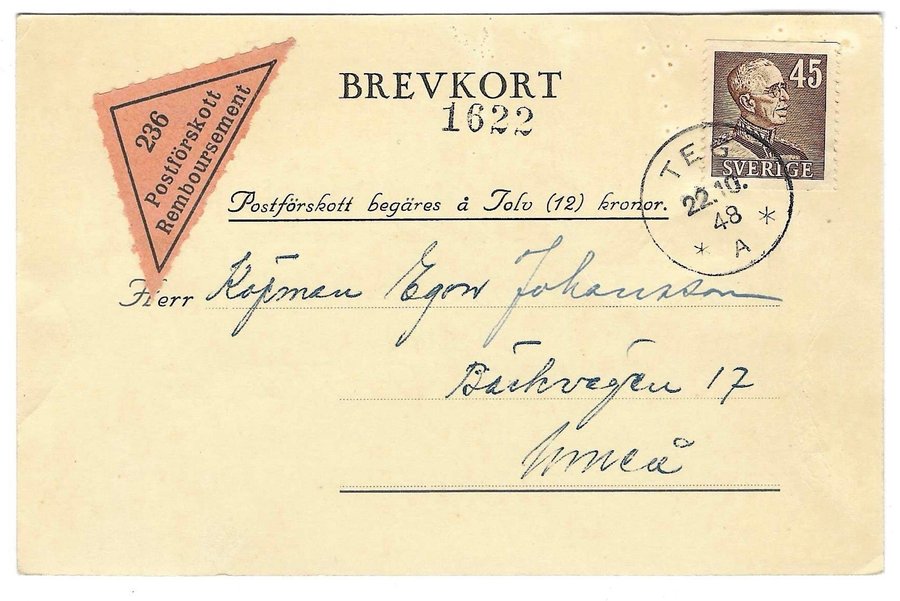 BREVKORT
1622
236
Postförskott
Remboursement
45
SVERIGE
TEG
22.10.
48
* A *
Postförskott begäres å Tolv (12) kronor.
Herr Köpman Egon Johansson
Bäckvägen 17
Umeå